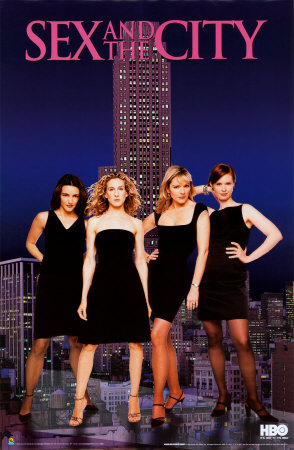 SEX AND THE CITY
HBO